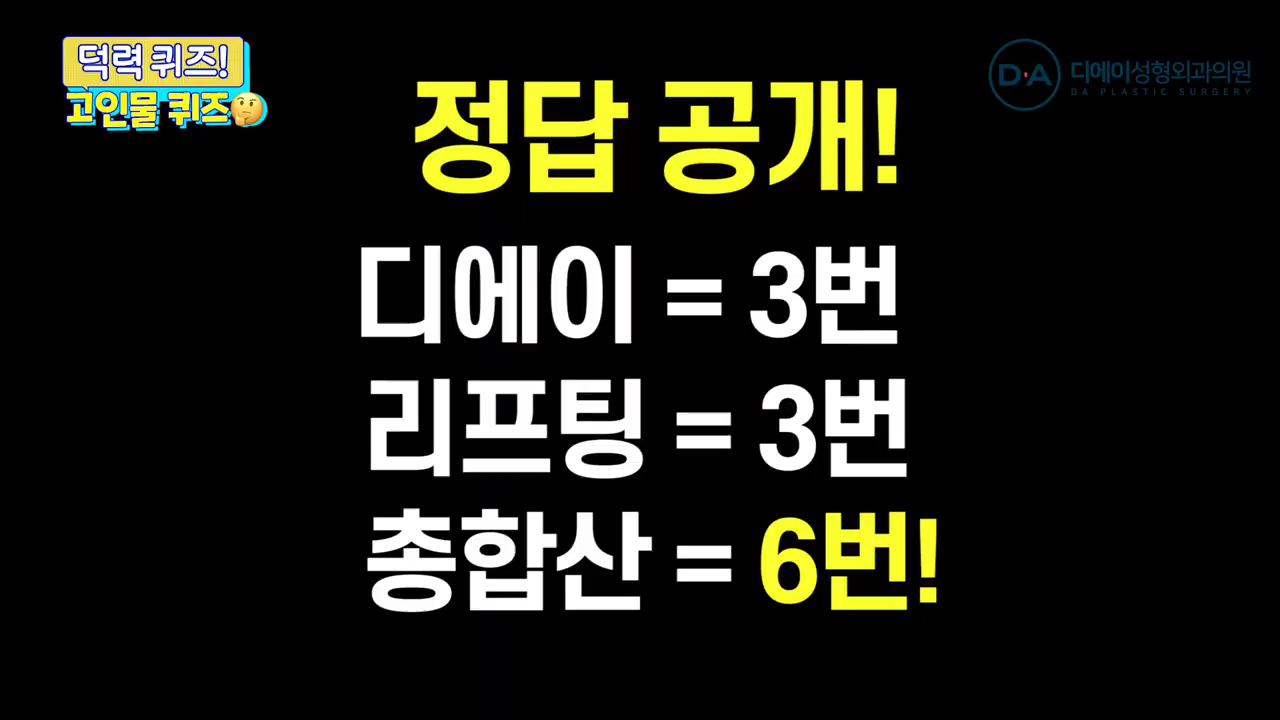 덕력 퀴즈!
고인물 퀴즈🤔
D·A 디에이성형외과의원
DA PLASTIC SURGERY
정답 공개!
디에이 = 3번
리프팅 = 3번
총합산 = 6번!